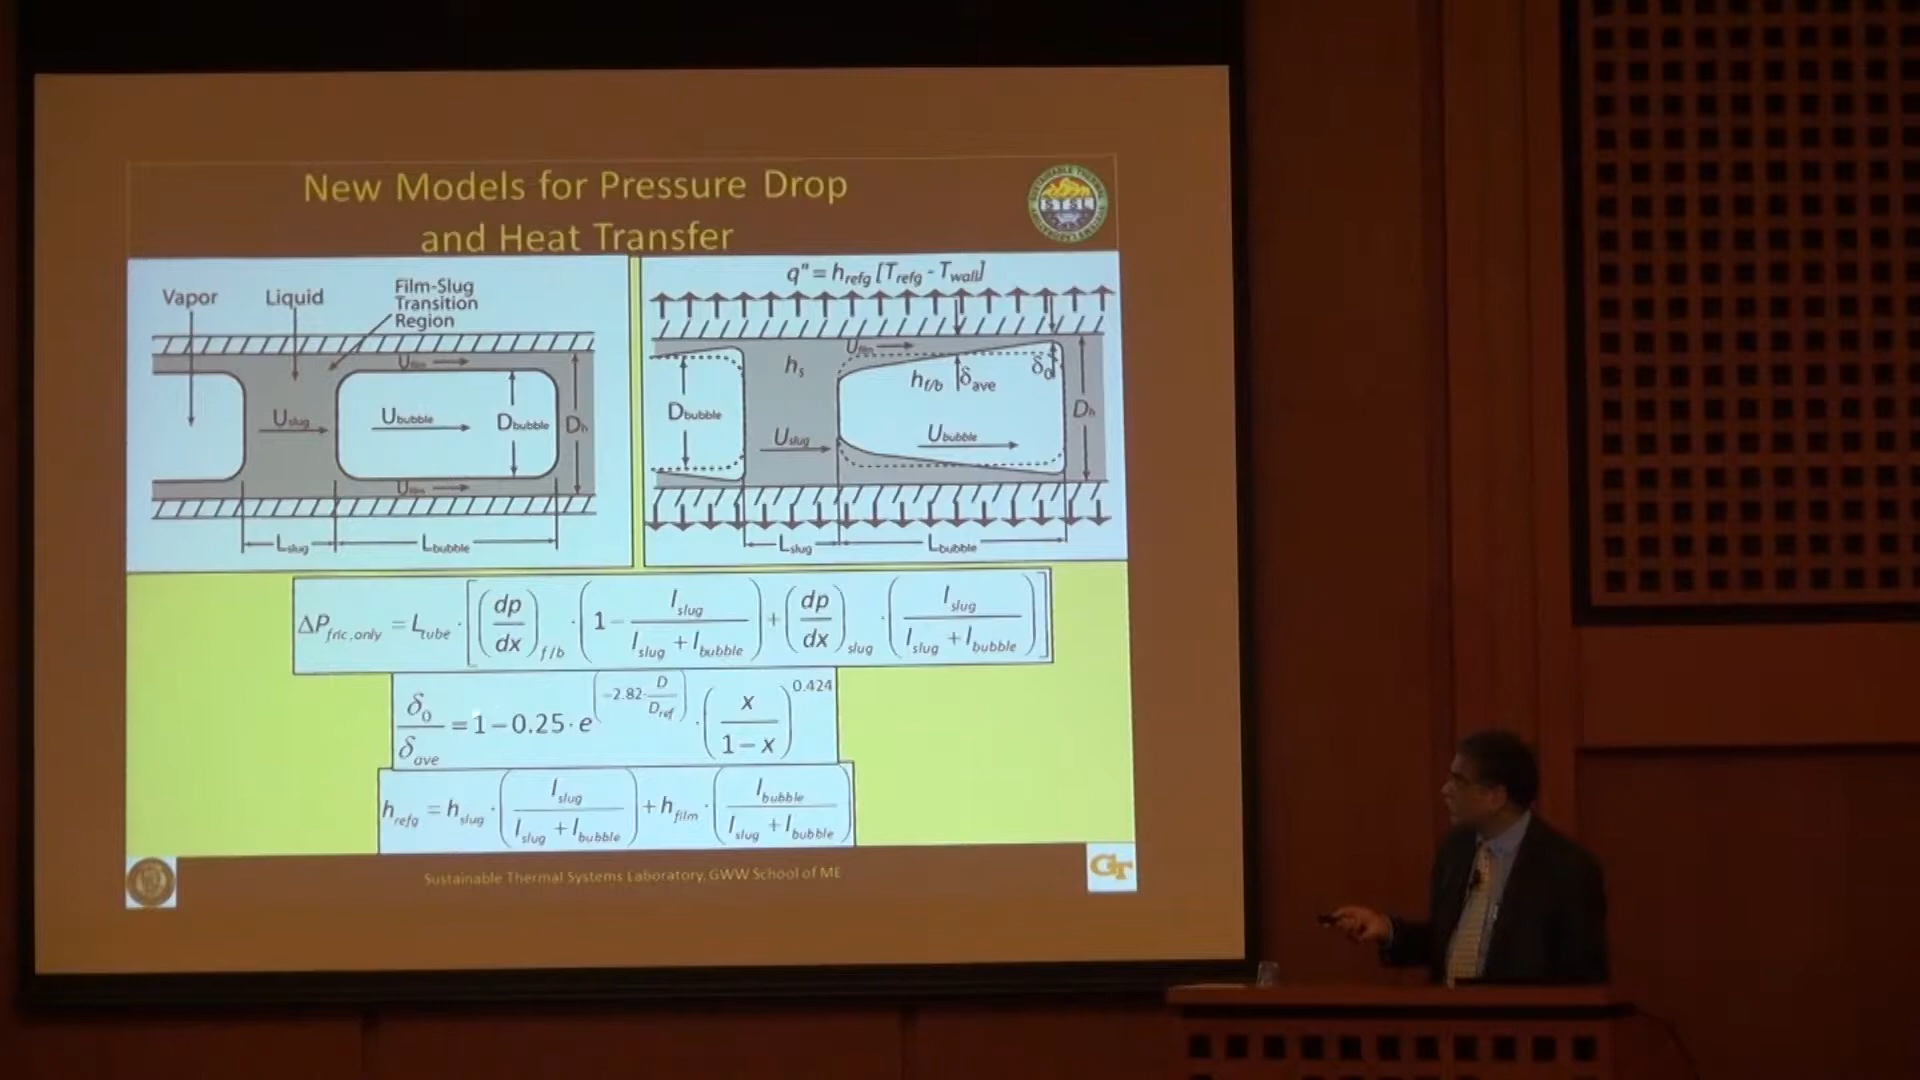 New Models for Pressure Drop
and Heat Transfer
STSL
Vapor
Liquid
Film-Slug
Transition
Region
U_film
U_slug
U_bubble
D_bubble
D_h
U_film
L_slug
L_bubble
q" = h_refg [T_refg - T_wall]
U_film
h_s
h_f/b
δ_ave
δ_0
D_bubble
D_h
U_slug
U_bubble
L_slug
L_bubble
ΔP_fric,only = L_tube · [(dp/dx)_f/b · (1 - l_slug/(l_slug + l_bubble)) + (dp/dx)_slug · (l_slug/(l_slug + l_bubble))]
δ_0/δ_ave = 1 - 0.25 · e^(-2.82·D/D_ref) · (x/(1 - x))^0.424
h_refg = h_slug · (l_slug/(l_slug + l_bubble)) + h_film · (l_bubble/(l_slug + l_bubble))
Sustainable Thermal Systems Laboratory, GWW School of ME
GT